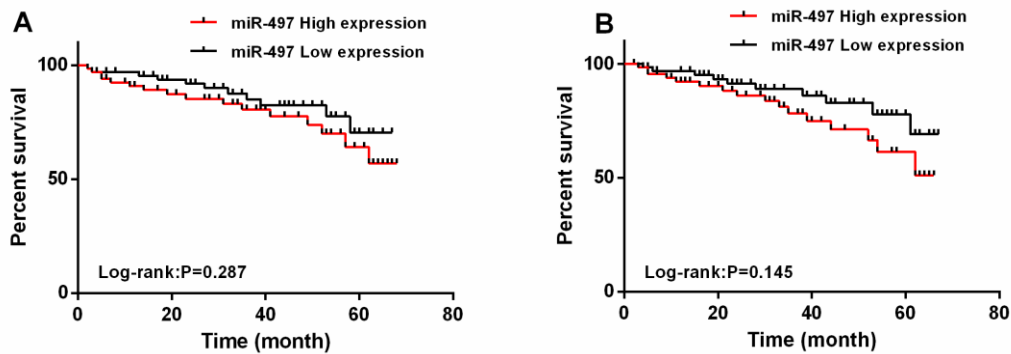 A
miR-497 High expression
miR-497 Low expression
Percent survival
100
50
0
Log-rank:P=0.287
0 20 40 60 80
Time (month)
B
miR-497 High expression
miR-497 Low expression
Percent survival
100
50
0
Log-rank:P=0.145
0 20 40 60 80
Time (month)